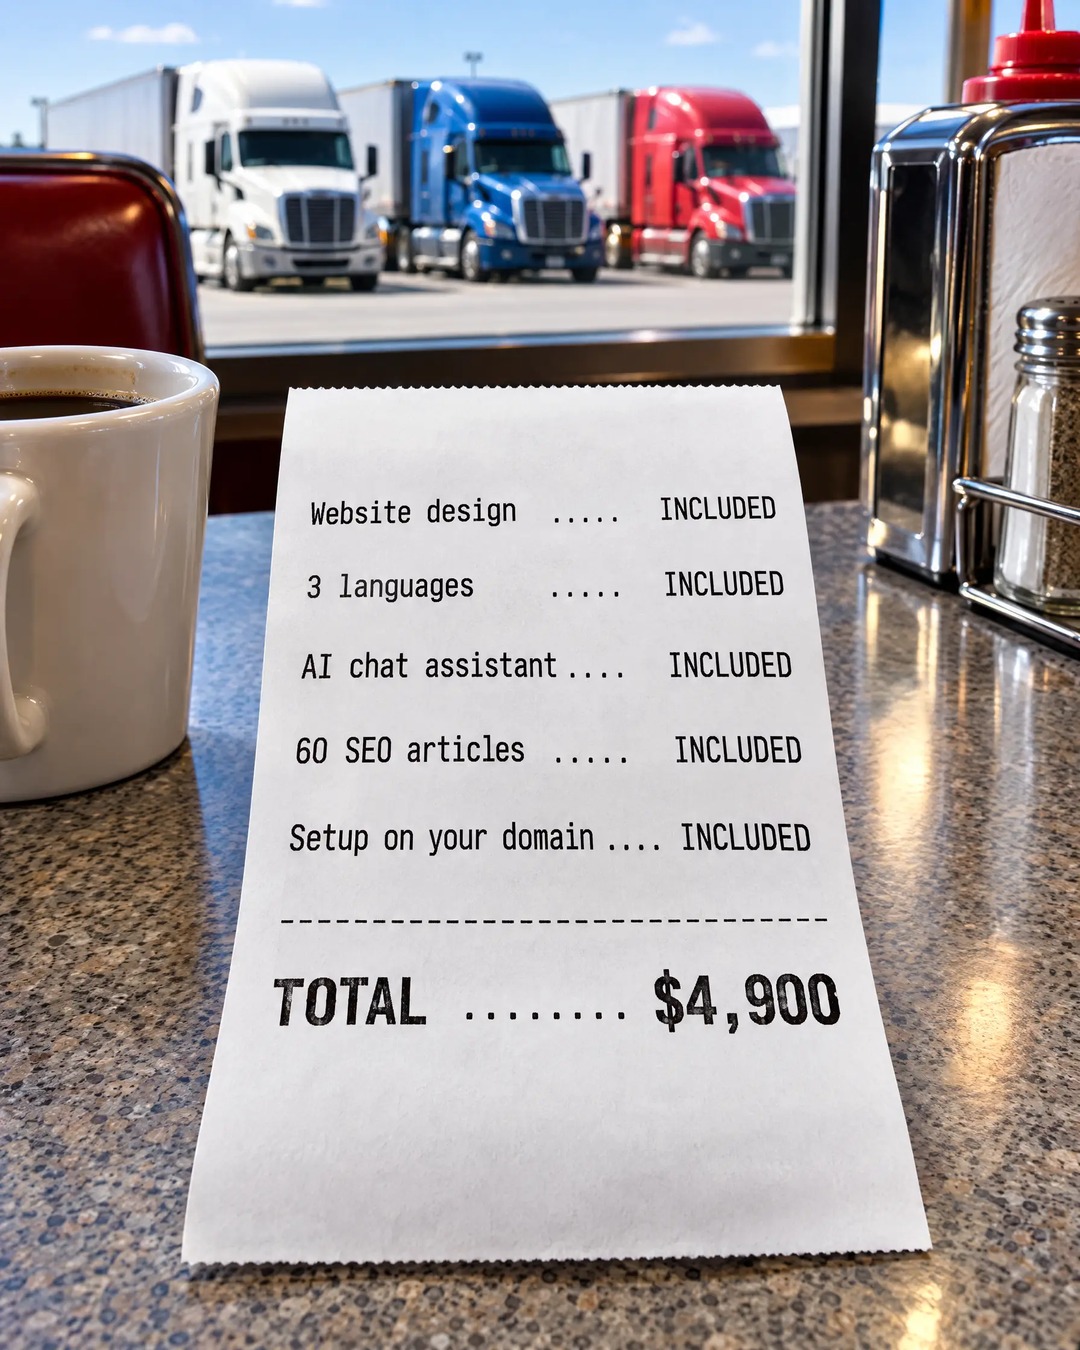 Website design ..... INCLUDED
3 languages ..... INCLUDED
AI chat assistant .... INCLUDED
60 SEO articles ..... INCLUDED
Setup on your domain .... INCLUDED
------------------------------
TOTAL ........ $4,900